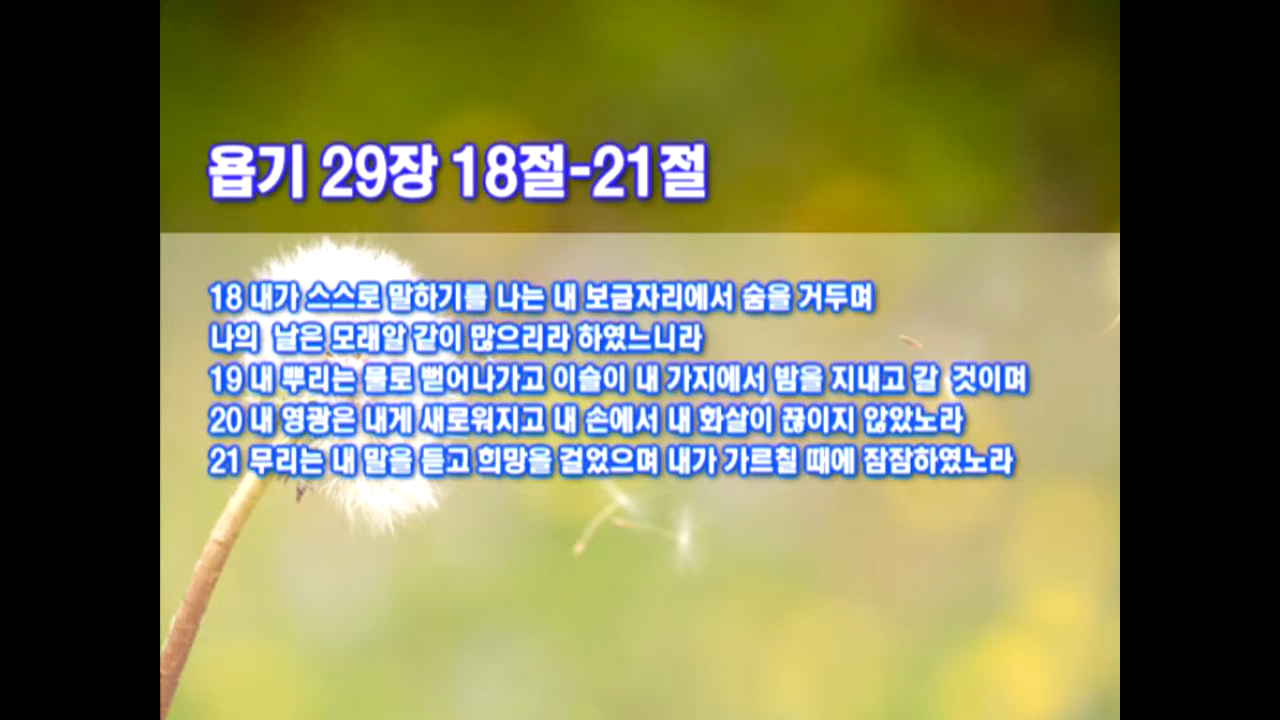 욥기 29장 18절-21절
18 내가 스스로 말하기를 나는 내 보금자리에서 숨을 거두며
나의 날은 모래알 같이 많으리라 하였느니라
19 내 뿌리는 물로 뻗어나가고 이슬이 내 가지에서 밤을 지내고 갈 것이며
20 내 영광은 내게 새로워지고 내 손에서 내 화살이 끊이지 않았노라
21 무리는 내 말을 듣고 희망을 걸었으며 내가 가르칠 때에 잠잠하였노라